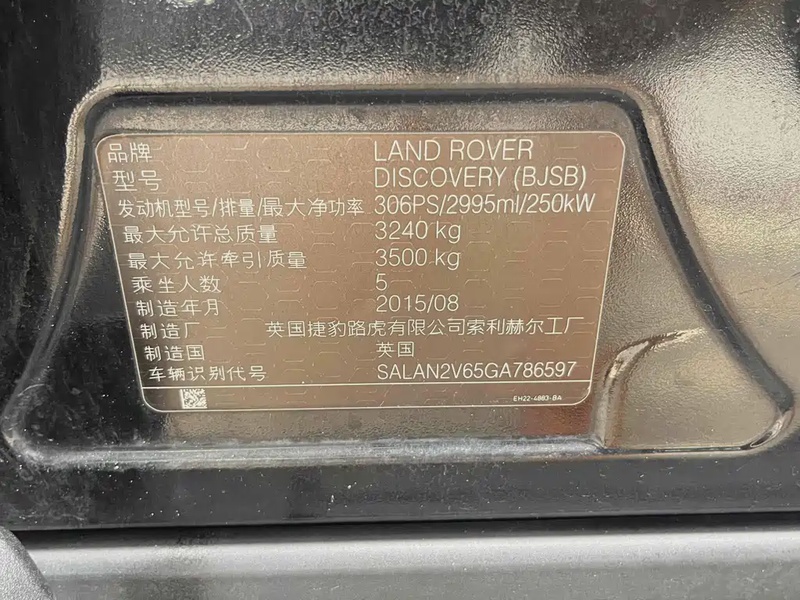 品牌 LAND ROVER
型号 DISCOVERY (BJSB)
发动机型号/排量/最大净功率 306PS/2995ml/250kW
最大允许总质量 3240 kg
最大允许牵引质量 3500 kg
乘坐人数 5
制造年月 2015/08
制造厂 英国捷豹路虎有限公司索利赫尔工厂
制造国 英国
车辆识别代号 SALAN2V65GA786597
EH22-4883-BA